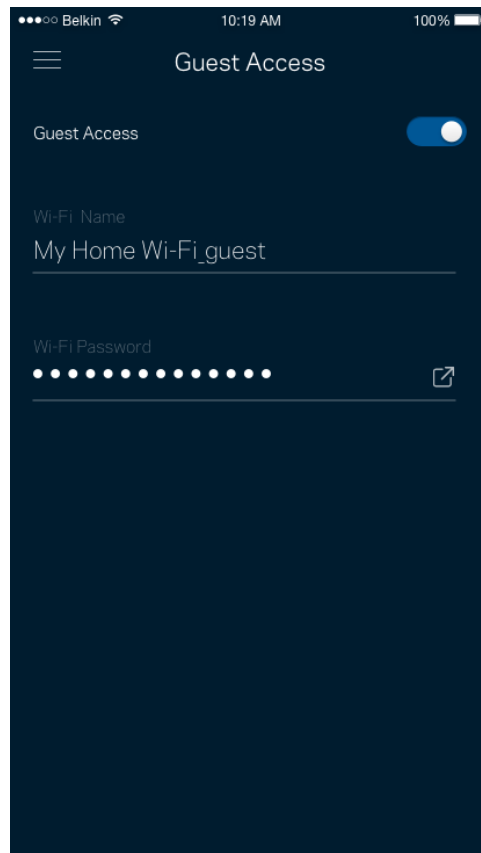 ●●●○○ Belkin 10:19 AM 100%
Guest Access
Guest Access
Wi-Fi Name
My Home Wi-Fi_guest
Wi-Fi Password
●●●●●●●●●●●●●●